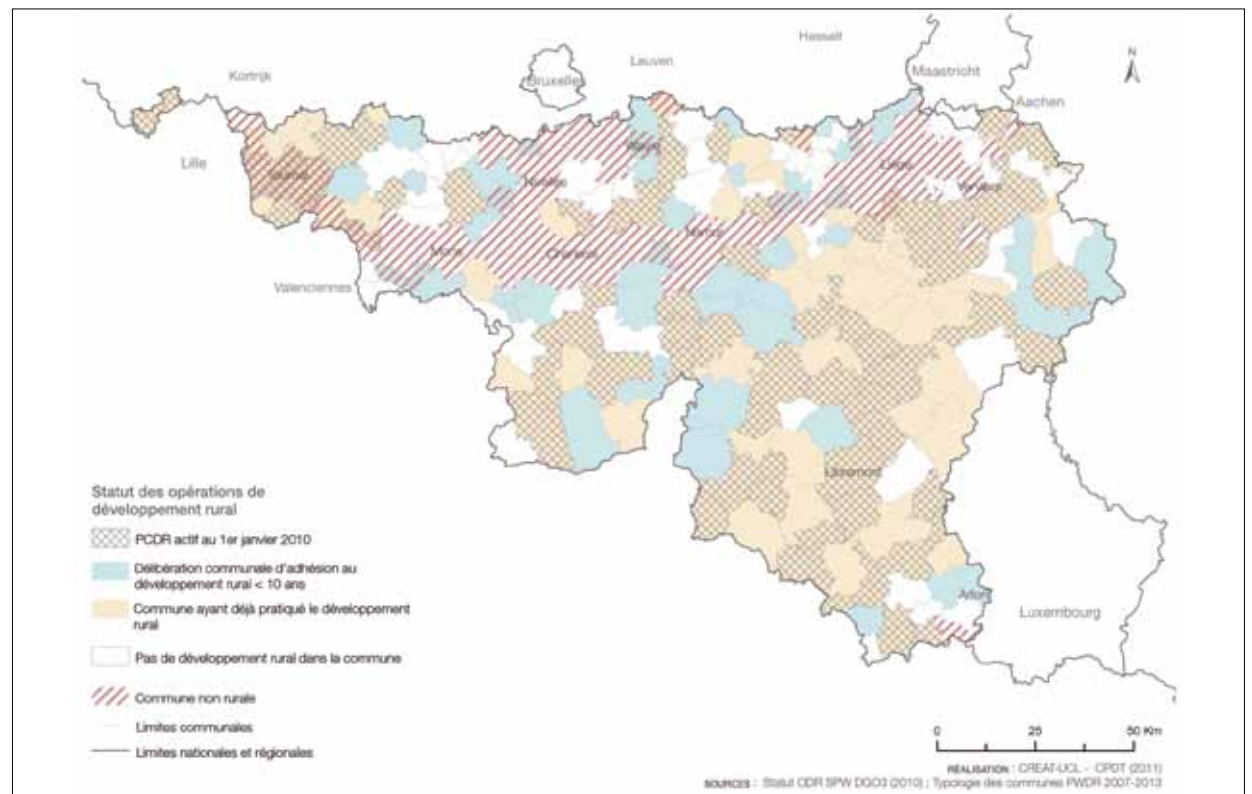 Hasselt
Leuven
Maastricht
N
Kortrijk
Bruxelles
Aachen
Lille
Wavre
Tournai
Liège
Nivelles
Verviers
Namur
Mons
Charleroi
Valenciennes
Libramont
Arlon
Luxembourg
Statut des opérations de
développement rural
PCDR actif au 1er janvier 2010
Délibération communale d'adhésion au
développement rural < 10 ans
Commune ayant déjà pratiqué le développement
rural
Pas de développement rural dans la commune
Commune non rurale
Limites communales
Limites nationales et régionales
0 25 50 Km
RÉALISATION : CREAT-UCL - CPDT (2011)
SOURCES : Statut ODR SPW DGO3 (2010) ; Typologie des communes PWDR 2007-2013